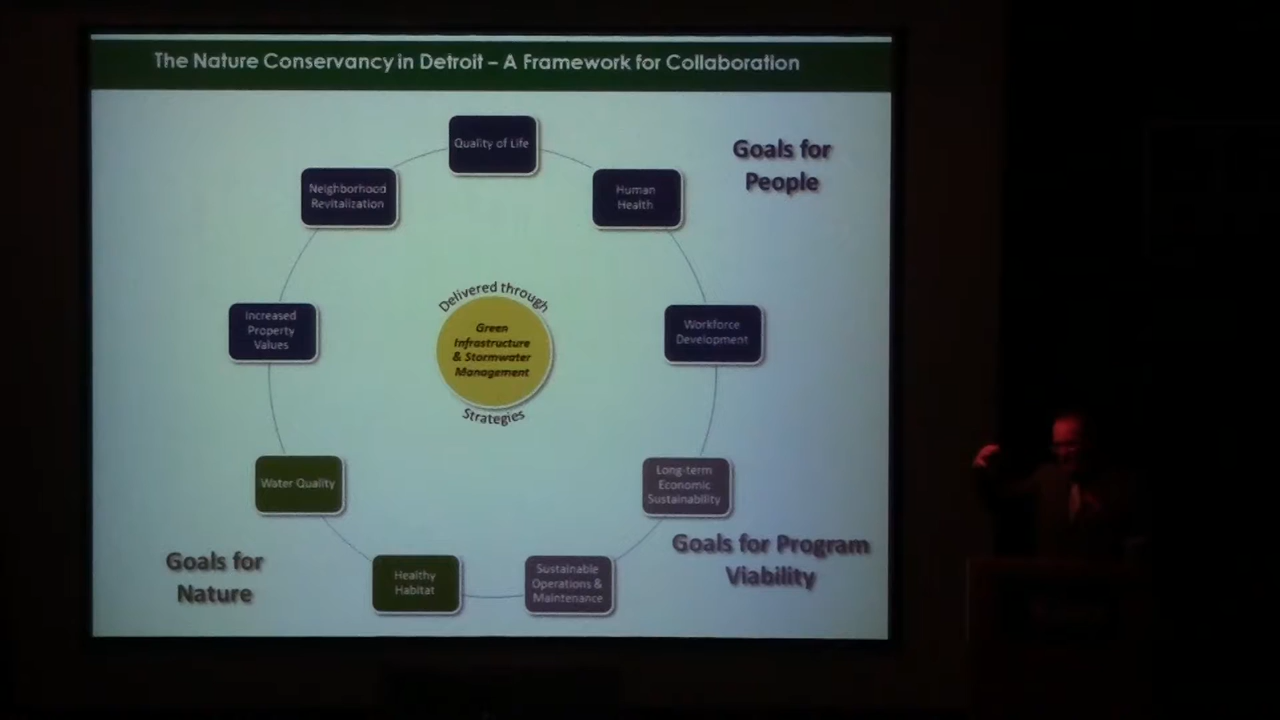 The Nature Conservancy in Detroit – A Framework for Collaboration
Quality of Life
Goals for
People
Neighborhood
Revitalization
Human
Health
Delivered through
Increased
Property
Values
Green
Infrastructure
& Stormwater
Management
Workforce
Development
Strategies
Water Quality
Long-term
Economic
Sustainability
Goals for Program
Viability
Goals for
Nature
Healthy
Habitat
Sustainable
Operations &
Maintenance